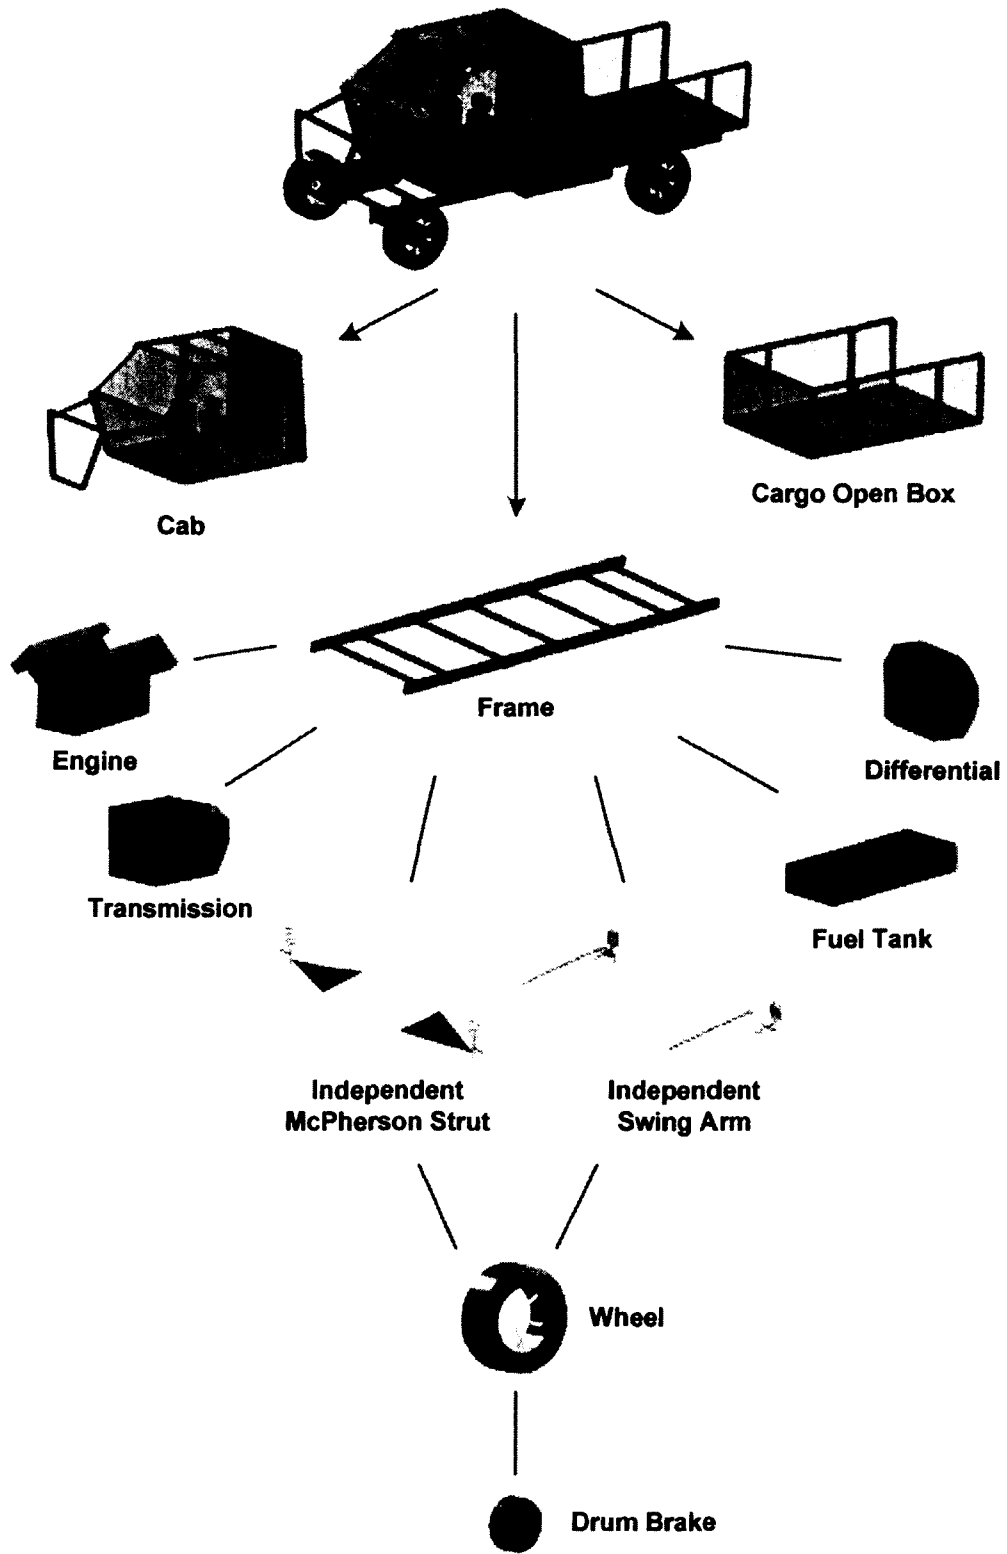 Cab
Cargo Open Box
Frame
Engine
Differential
Transmission
Fuel Tank
Independent
McPherson Strut
Independent
Swing Arm
Wheel
Drum Brake